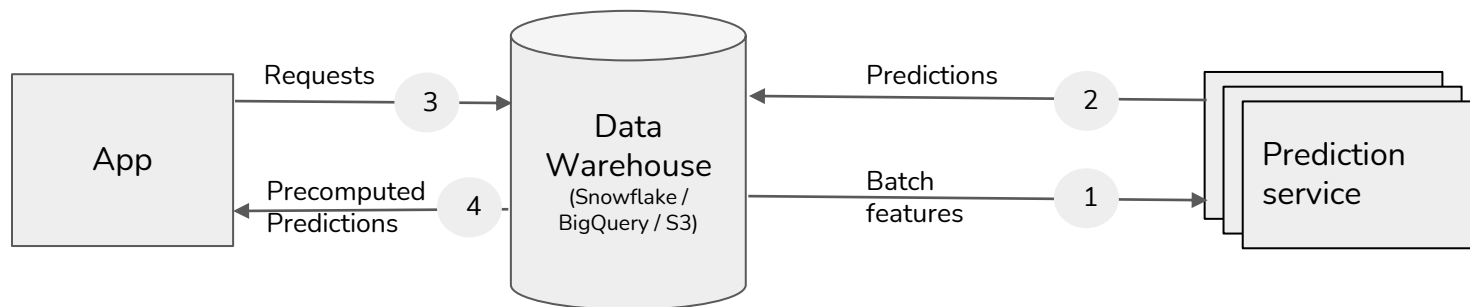 Requests
3
App
Precomputed
Predictions
4
Data
Warehouse
(Snowflake /
BigQuery / S3)
Predictions
2
Batch
features
1
Prediction
service